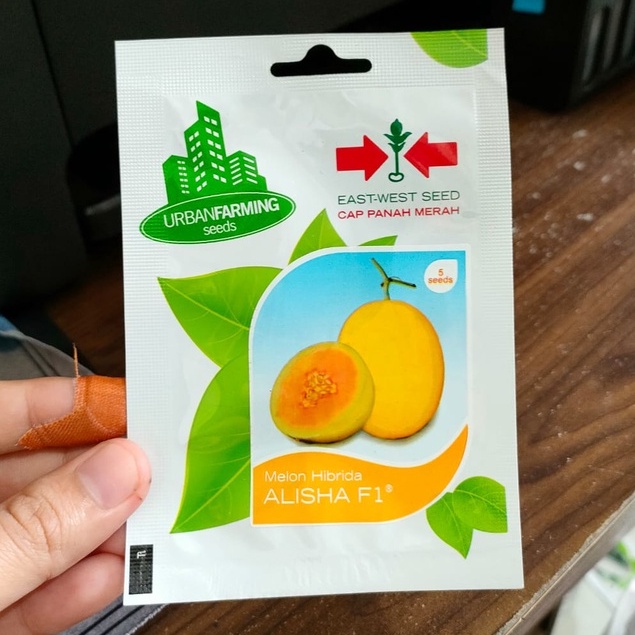 URBANFARMING
seeds
EAST-WEST SEED
CAP PANAH MERAH
5
seeds
Melon Hibrida
ALISHA F1®